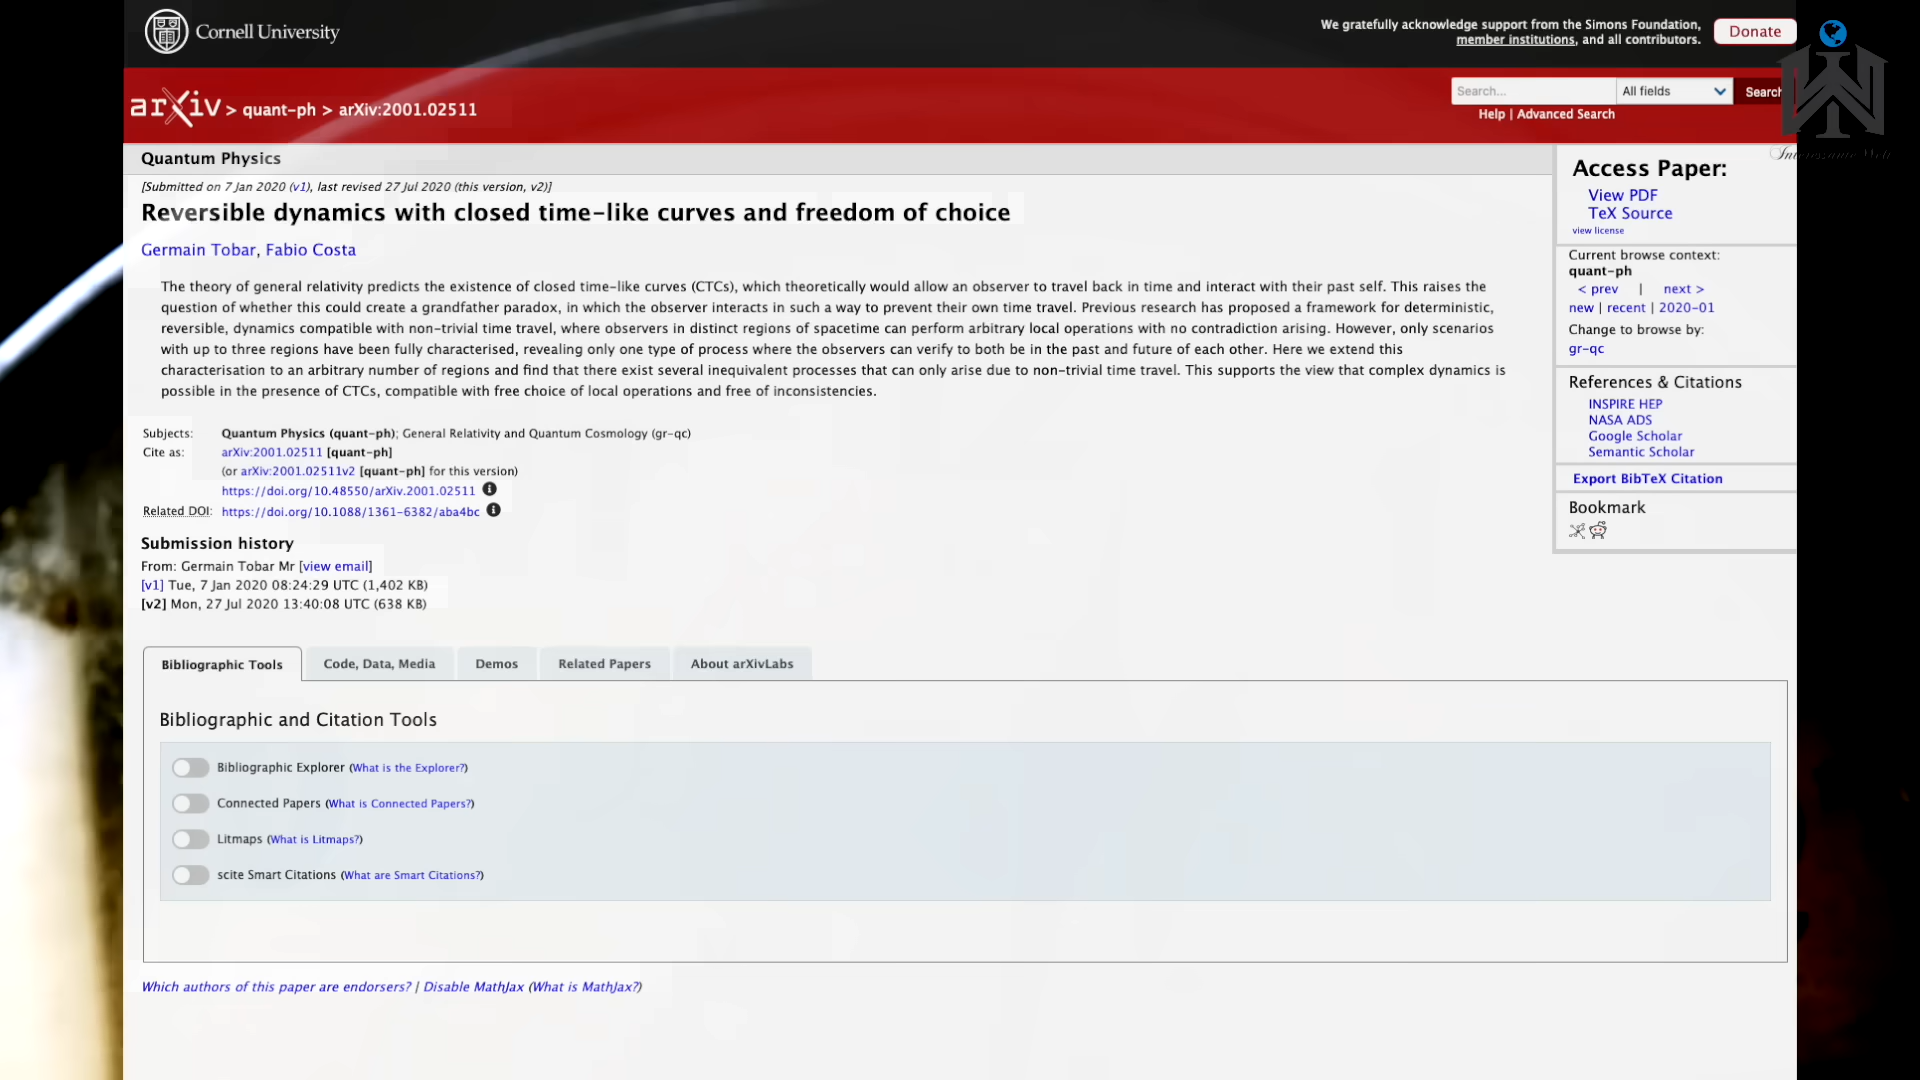 Cornell University
We gratefully acknowledge support from the Simons Foundation,
member institutions, and all contributors.
Donate
arXiv > quant-ph > arXiv:2001.02511
Search...
All fields
Search
Help | Advanced Search
Quantum Physics
[Submitted on 7 Jan 2020 (v1), last revised 27 Jul 2020 (this version, v2)]
Reversible dynamics with closed time-like curves and freedom of choice
Germain Tobar, Fabio Costa
The theory of general relativity predicts the existence of closed time-like curves (CTCs), which theoretically would allow an observer to travel back in time and interact with their past self. This raises the
question of whether this could create a grandfather paradox, in which the observer interacts in such a way to prevent their own time travel. Previous research has proposed a framework for deterministic,
reversible, dynamics compatible with non-trivial time travel, where observers in distinct regions of spacetime can perform arbitrary local operations with no contradiction arising. However, only scenarios
with up to three regions have been fully characterised, revealing only one type of process where the observers can verify to both be in the past and future of each other. Here we extend this
characterisation to an arbitrary number of regions and find that there exist several inequivalent processes that can only arise due to non-trivial time travel. This supports the view that complex dynamics is
possible in the presence of CTCs, compatible with free choice of local operations and free of inconsistencies.
Subjects: Quantum Physics (quant-ph); General Relativity and Quantum Cosmology (gr-qc)
Cite as: arXiv:2001.02511 [quant-ph]
(or arXiv:2001.02511v2 [quant-ph] for this version)
https://doi.org/10.48550/arXiv.2001.02511
Related DOI: https://doi.org/10.1088/1361-6382/aba4bc
Submission history
From: Germain Tobar Mr [view email]
[v1] Tue, 7 Jan 2020 08:24:29 UTC (1,402 KB)
[v2] Mon, 27 Jul 2020 13:40:08 UTC (638 KB)
Access Paper:
View PDF
TeX Source
view license
Current browse context:
quant-ph
< prev | next >
new | recent | 2020-01
Change to browse by:
gr-qc
References & Citations
INSPIRE HEP
NASA ADS
Google Scholar
Semantic Scholar
Export BibTeX Citation
Bookmark
Bibliographic Tools
Code, Data, Media
Demos
Related Papers
About arXivLabs
Bibliographic and Citation Tools
Bibliographic Explorer (What is the Explorer?)
Connected Papers (What is Connected Papers?)
Litmaps (What is Litmaps?)
scite Smart Citations (What are Smart Citations?)
Which authors of this paper are endorsers? | Disable MathJax (What is MathJax?)